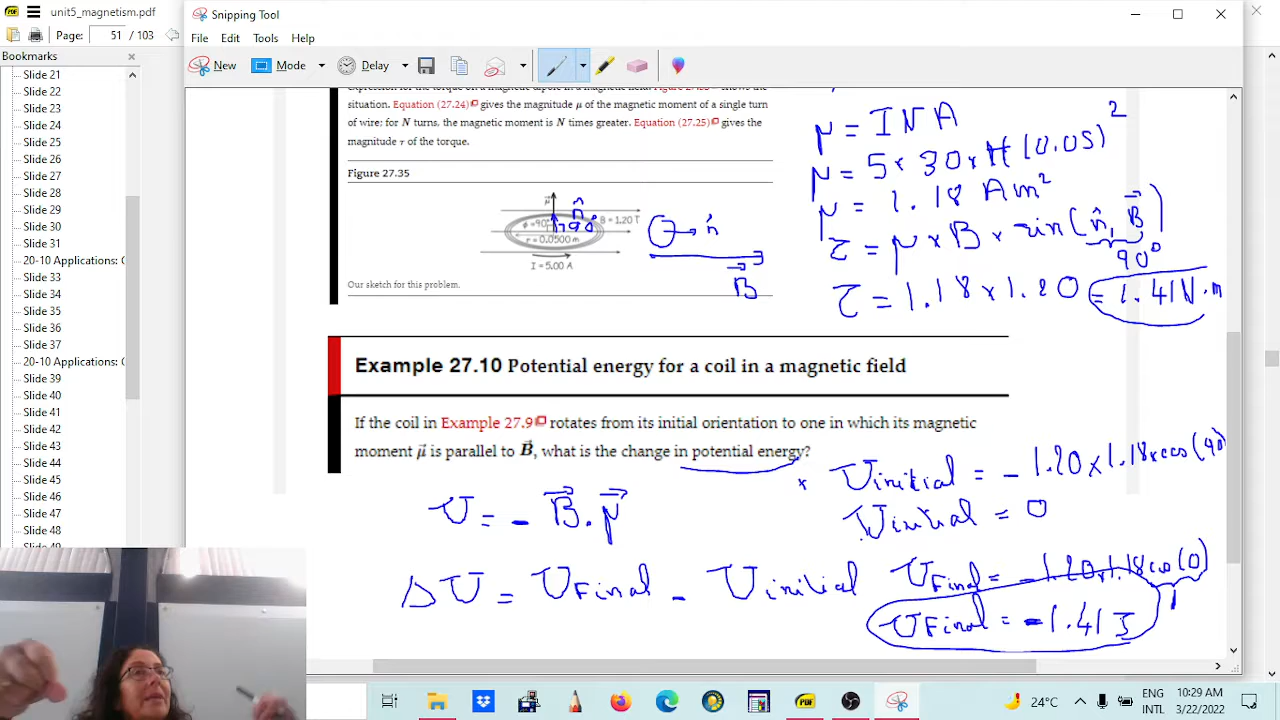 unit5_magnetism.pdf
Snipping Tool
Page: 51 / 103
File Edit Tools Help
Bookmarks
New Mode Delay
Slide 21
Slide 22
Slide 23
Slide 24
Slide 25
Slide 26
Slide 27
Slide 28
Slide 29
20-10 Applications: (
Slide 33
Slide 34
Slide 35
Slide 36
Slide 37
20-10 Applications: (
Slide 39
Slide 40
Slide 41
Slide 42
Slide 43
Slide 44
Slide 45
Slide 46
Slide 47
Slide 48
situation. Equation (27.24) gives the magnitude μ of the magnetic moment of a single turn
of wire; for N turns, the magnetic moment is N times greater. Equation (27.25) gives the
magnitude τ of the torque.
Figure 27.35
μ⃗
n̂
B = 1.20 T
ϕ = 90°
90°
r = 0.0500 m
I = 5.00 A
n̂
B⃗
Our sketch for this problem.
μ = I N A
μ = 5 × 30 × π (0.05)²
μ = 1.18 Am²
τ = μ × B × sin(n̂, B⃗)
90°
τ = 1.18 × 1.20 = 1.41 N.m
Example 27.10 Potential energy for a coil in a magnetic field
If the coil in Example 27.9 rotates from its initial orientation to one in which its magnetic
moment μ⃗ is parallel to B⃗, what is the change in potential energy?
U = - B⃗ . μ⃗
ΔU = UFinal - Uinitial
× Uinitial = - 1.20 × 1.18 × cos(90)
Uinitial = 0
UFinal = - 1.20 × 1.18 cos(0)
1
UFinal = - 1.41 J
24°C
ENG
INTL
10:29 AM
3/22/2022